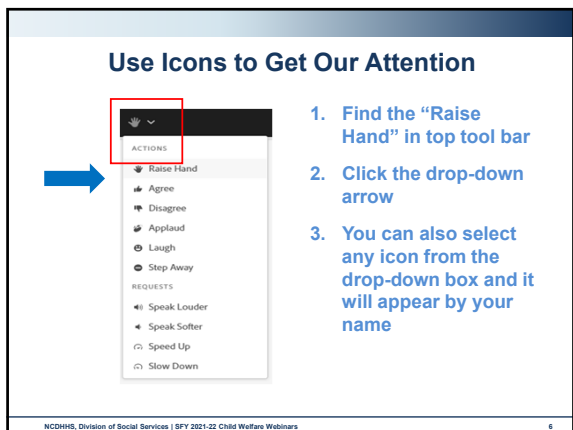 Use Icons to Get Our Attention
ACTIONS
Raise Hand
Agree
Disagree
Applaud
Laugh
Step Away
REQUESTS
Speak Louder
Speak Softer
Speed Up
Slow Down
1. Find the “Raise
Hand” in top tool bar
2. Click the drop-down
arrow
3. You can also select
any icon from the
drop-down box and it
will appear by your
name
NCDHHS, Division of Social Services | SFY 2021-22 Child Welfare Webinars
6